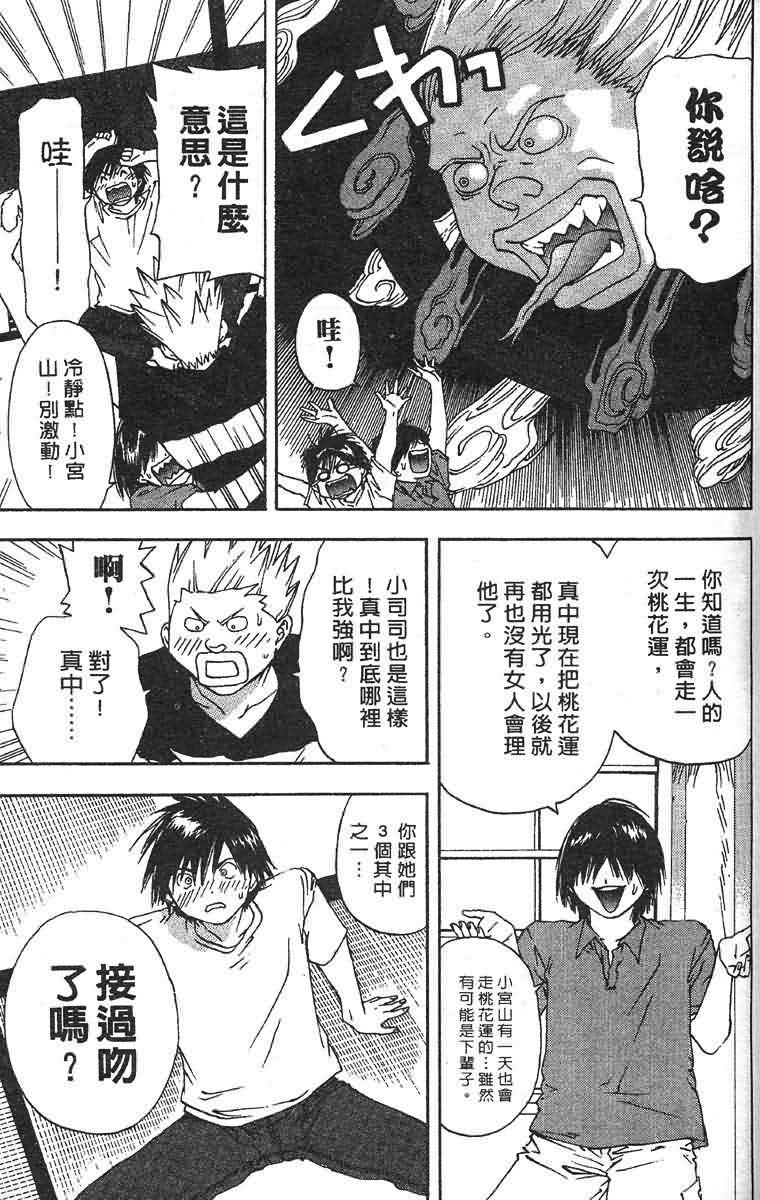 你說啥?
くわっ
哇!
這是什麼
意思?
哇——!
冷靜點!小宮
山!別激動!
你知道嗎?人的
一生,都會走一
次桃花運,
真中現在把桃花運
都用光了,以後就
再也沒有女人會理
他了。
小宮山有一天也會
走桃花運的…雖然
有可能是下輩子。
小司司也是這樣
!真中到底哪裡
比我強啊?
啊!
對了!
真中……
你跟她們
3個其中
之一…
接過吻
了嗎?